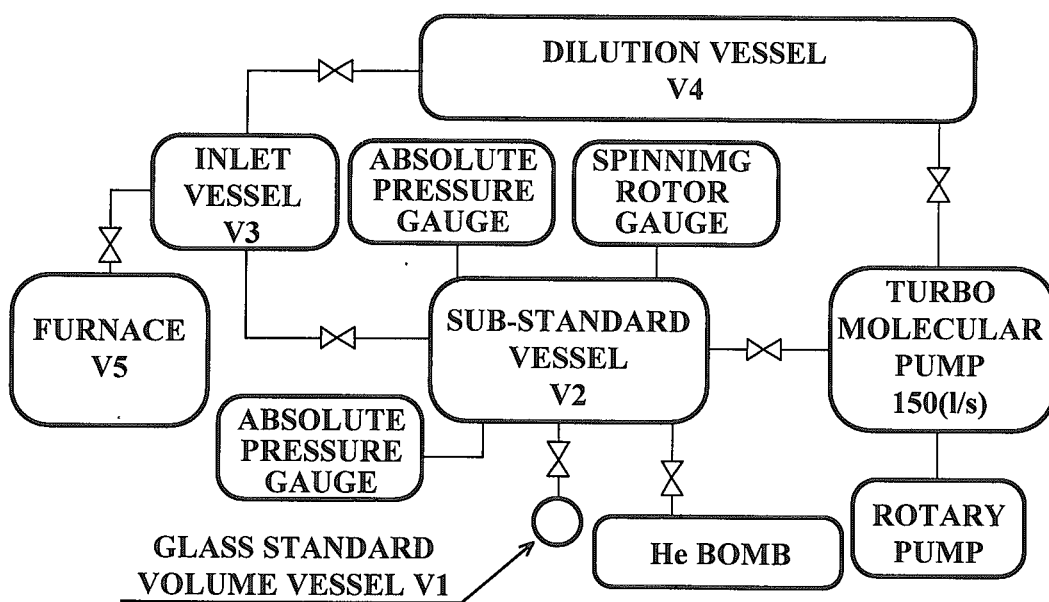 DILUTION VESSEL
V4
INLET
VESSEL
V3
ABSOLUTE
PRESSURE
GAUGE
SPINNIMG
ROTOR
GAUGE
FURNACE
V5
SUB-STANDARD
VESSEL
V2
TURBO
MOLECULAR
PUMP
150(l/s)
ABSOLUTE
PRESSURE
GAUGE
GLASS STANDARD
VOLUME VESSEL V1
He BOMB
ROTARY
PUMP